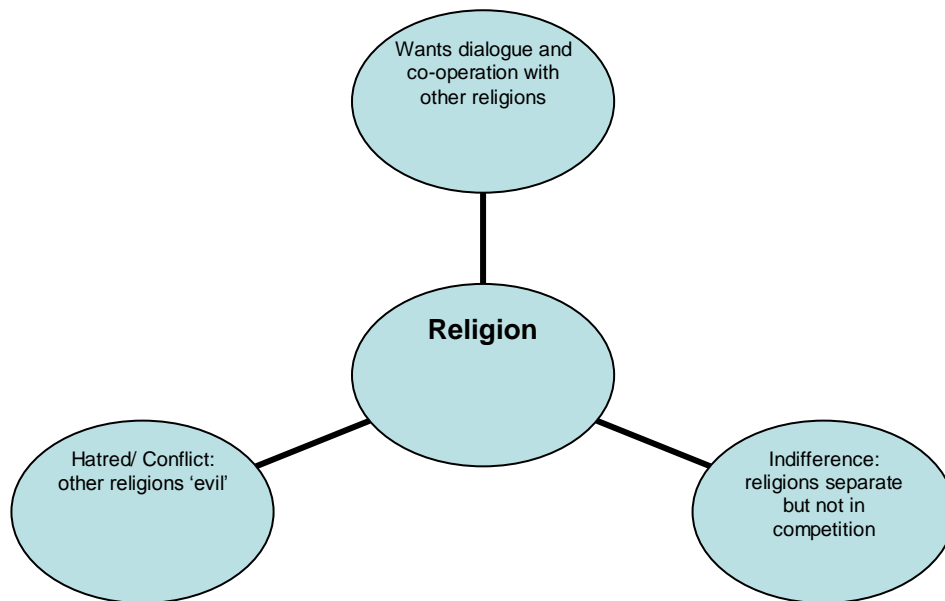 Wants dialogue and
co-operation with
other religions
Religion
Hatred/ Conflict:
other religions ‘evil’
Indifference:
religions separate
but not in
competition